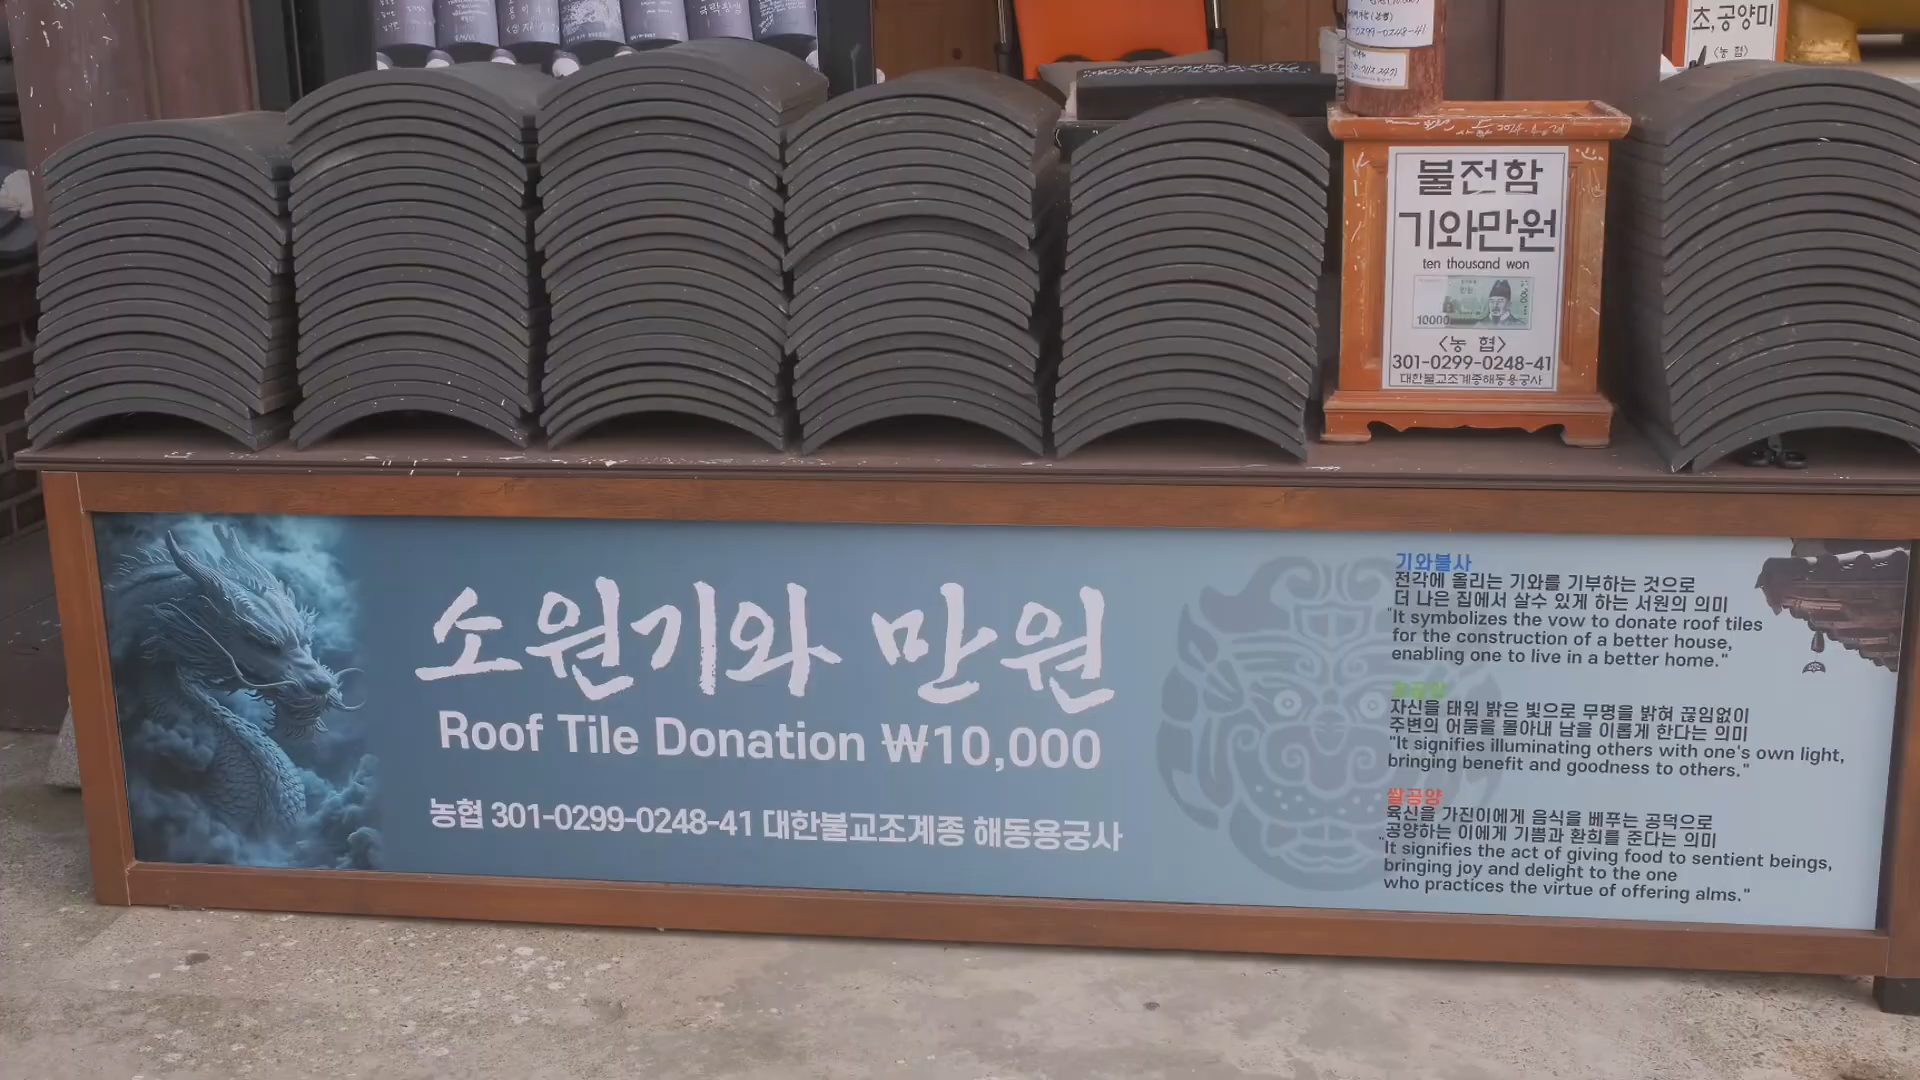 극락왕생
초,공양미
<농 협>
불전함
기와만원
ten thousand won
10000
<농 협>
301-0299-0248-41
대한불교조계종해동용궁사
소원기와 만원
Roof Tile Donation ₩10,000
농협 301-0299-0248-41 대한불교조계종 해동용궁사
기와불사
전각에 올리는 기와를 기부하는 것으로
더 나은 집에서 살수 있게 하는 서원의 의미
"It symbolizes the vow to donate roof tiles
for the construction of a better house,
enabling one to live in a better home."
자신을 태워 밝은 빛으로 무명을 밝혀 끊임없이
주변의 어둠을 몰아내 남을 이롭게 한다는 의미
"It signifies illuminating others with one's own light,
bringing benefit and goodness to others."
쌀공양
육신을 가진이에게 음식을 베푸는 공덕으로
공양하는 이에게 기쁨과 환희를 준다는 의미
"It signifies the act of giving food to sentient beings,
bringing joy and delight to the one
who practices the virtue of offering alms."